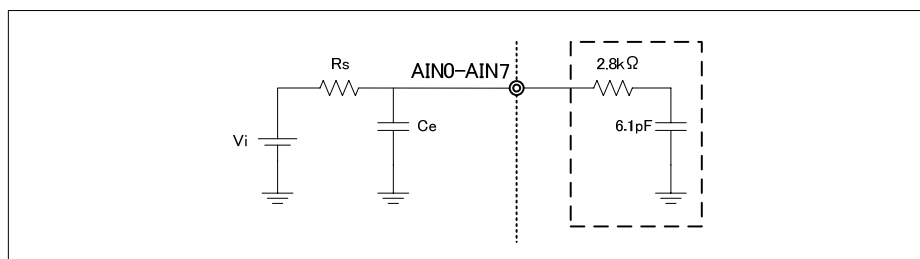 Rs
AIN0-AIN7
2.8kΩ
Ce
6.1pF
Vi